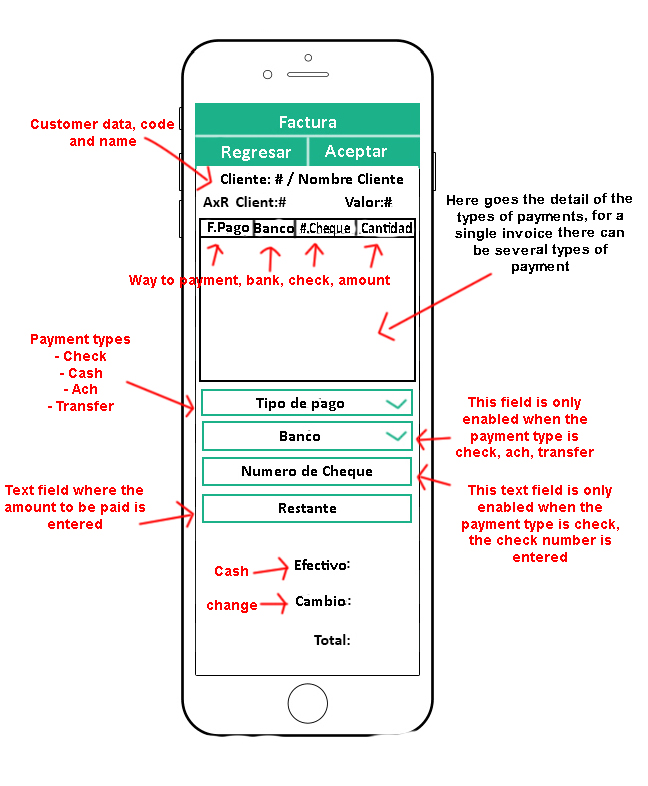 Factura
Regresar Aceptar
Customer data, code
and name
Cliente: # / Nombre Cliente
AxR Client:# Valor:#
F.Pago Banco #.Cheque .Cantidad
Way to payment, bank, check, amount
Here goes the detail of the
types of payments, for a
single invoice there can
be several types of
payment
Payment types
- Check
- Cash
- Ach
- Transfer
Tipo de pago
Banco
This field is only
enabled when the
payment type is
check, ach, transfer
Numero de Cheque
This text field is only
enabled when the
payment type is check,
the check number is
entered
Text field where the
amount to be paid is
entered
Restante
Cash
Efectivo:
change
Cambio:
Total: